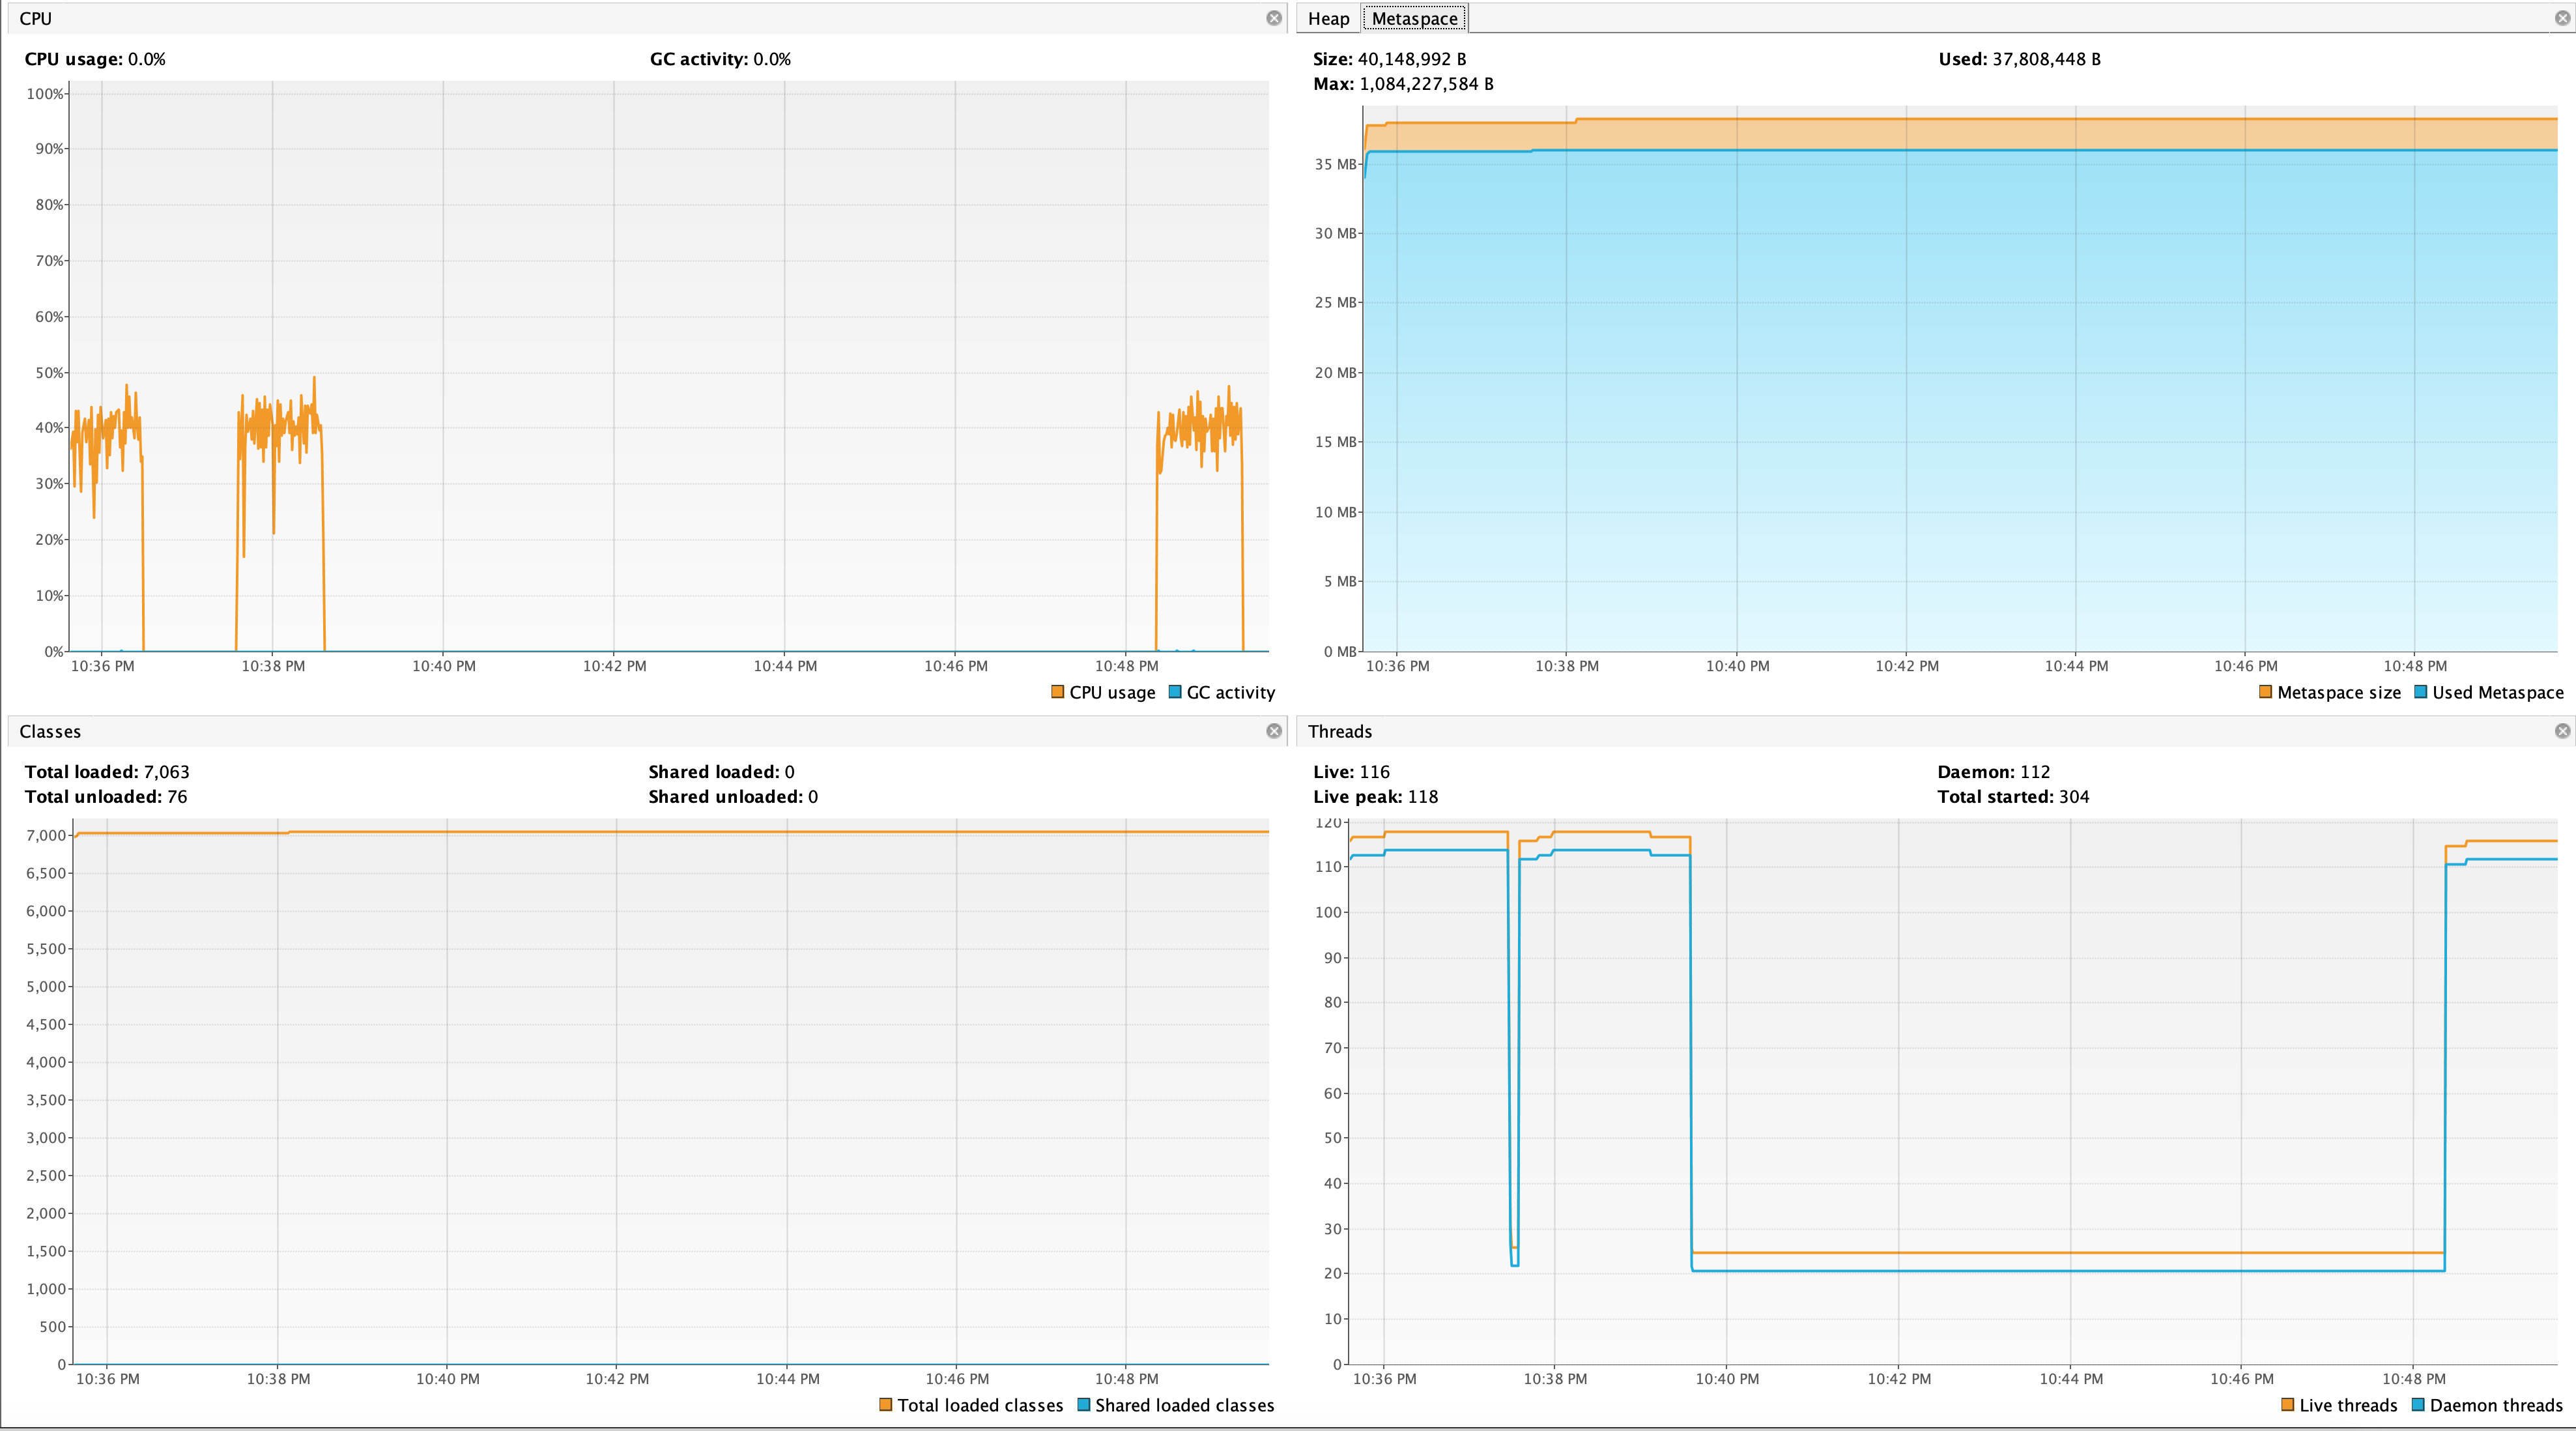 CPU
CPU usage: 0.0%
GC activity: 0.0%
100%
90%
80%
70%
60%
50%
40%
30%
20%
10%
0%
10:36 PM 10:38 PM 10:40 PM 10:42 PM 10:44 PM 10:46 PM 10:48 PM
CPU usage GC activity
Heap Metaspace
Size: 40,148,992 B
Used: 37,808,448 B
Max: 1,084,227,584 B
35 MB
30 MB
25 MB
20 MB
15 MB
10 MB
5 MB
0 MB
10:36 PM 10:38 PM 10:40 PM 10:42 PM 10:44 PM 10:46 PM 10:48 PM
Metaspace size Used Metaspace
Classes
Total loaded: 7,063
Shared loaded: 0
Total unloaded: 76
Shared unloaded: 0
7,000
6,500
6,000
5,500
5,000
4,500
4,000
3,500
3,000
2,500
2,000
1,500
1,000
500
0
10:36 PM 10:38 PM 10:40 PM 10:42 PM 10:44 PM 10:46 PM 10:48 PM
Total loaded classes Shared loaded classes
Threads
Live: 116
Daemon: 112
Live peak: 118
Total started: 304
120
110
100
90
80
70
60
50
40
30
20
10
0
10:36 PM 10:38 PM 10:40 PM 10:42 PM 10:44 PM 10:46 PM 10:48 PM
Live threads Daemon threads